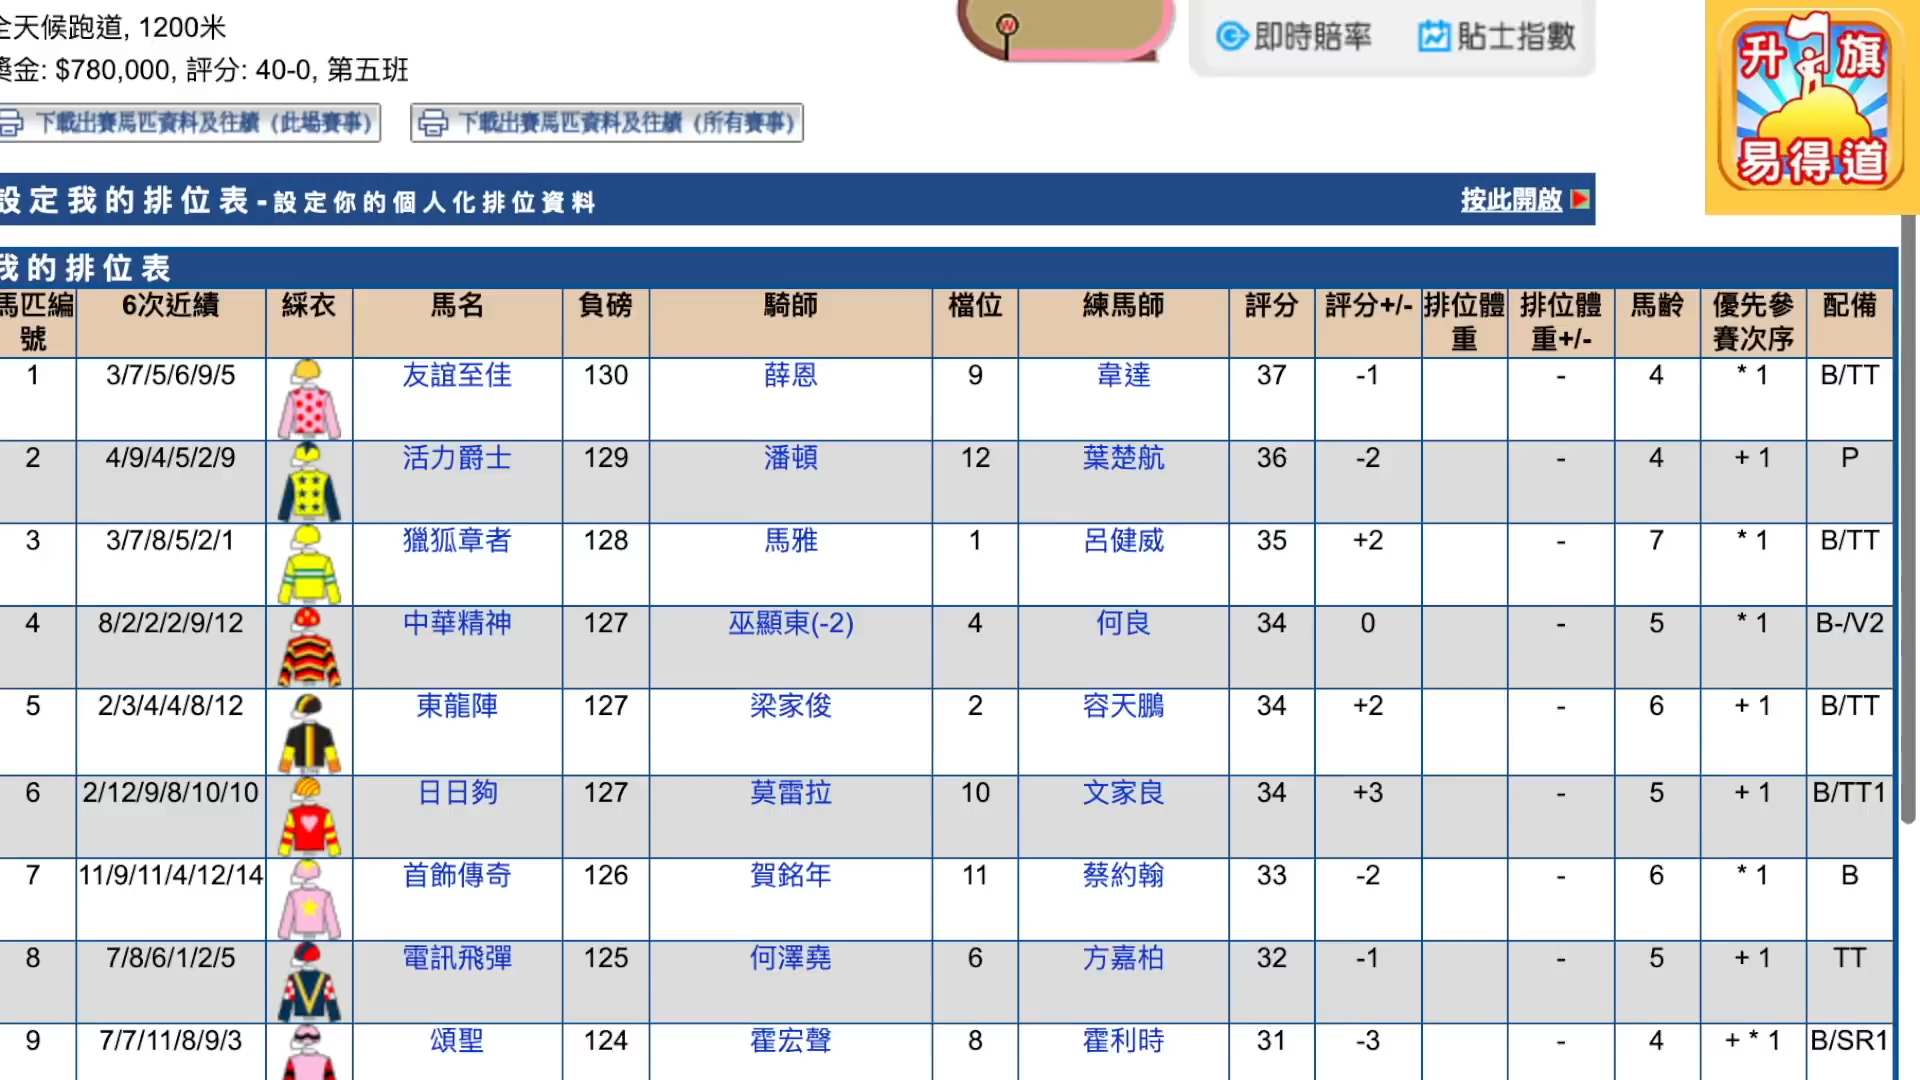 全天候跑道, 1200米
獎金: $780,000, 評分: 40-0, 第五班
即時賠率 貼士指數
升旗易得道
下載出賽馬匹資料及往績（此場賽事） 下載出賽馬匹資料及往績（所有賽事）
設定我的排位表-設定你的個人化排位資料 按此開啟
我的排位表
馬匹編號 6次近績 綵衣 馬名 負磅 騎師 檔位 練馬師 評分 評分+/- 排位體重 排位體重+/- 馬齡 優先參賽次序 配備
1 3/7/5/6/9/5 友誼至佳 130 薛恩 9 韋達 37 -1 - 4 * 1 B/TT
2 4/9/4/5/2/9 活力爵士 129 潘頓 12 葉楚航 36 -2 - 4 + 1 P
3 3/7/8/5/2/1 獵狐章者 128 馬雅 1 呂健威 35 +2 - 7 * 1 B/TT
4 8/2/2/2/9/12 中華精神 127 巫顯東(-2) 4 何良 34 0 - 5 * 1 B-/V2
5 2/3/4/4/8/12 東龍陣 127 梁家俊 2 容天鵬 34 +2 - 6 + 1 B/TT
6 2/12/9/8/10/10 日日夠 127 莫雷拉 10 文家良 34 +3 - 5 + 1 B/TT1
7 11/9/11/4/12/14 首飾傳奇 126 賀銘年 11 蔡約翰 33 -2 - 6 * 1 B
8 7/8/6/1/2/5 電訊飛彈 125 何澤堯 6 方嘉柏 32 -1 - 5 + 1 TT
9 7/7/11/8/9/3 頌聖 124 霍宏聲 8 霍利時 31 -3 - 4 + * 1 B/SR1